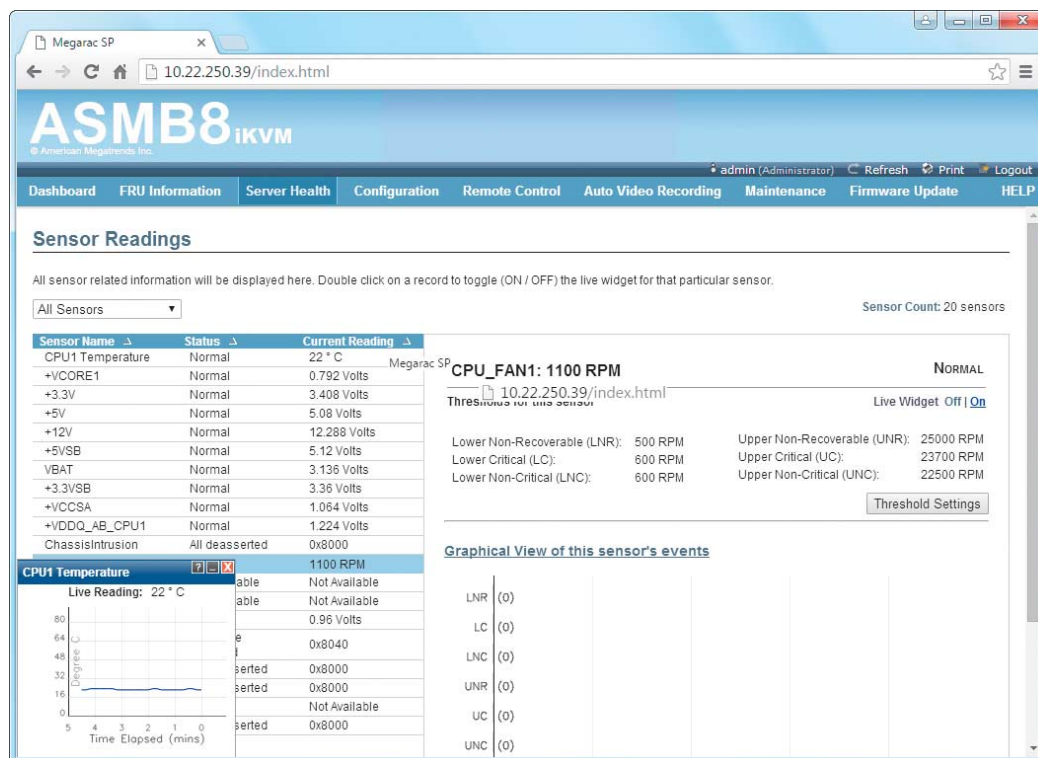 Megarac SP
10.22.250.39/index.html
ASMB8 iKVM
© American Megatrends Inc.
admin (Administrator) Refresh Print Logout
Dashboard FRU Information Server Health Configuration Remote Control Auto Video Recording Maintenance Firmware Update HELP
Sensor Readings
All sensor related information will be displayed here. Double click on a record to toggle (ON / OFF) the live widget for that particular sensor.
All Sensors
Sensor Count: 20 sensors
Sensor Name Status Current Reading
CPU1 Temperature Normal 22 ° C
+VCORE1 Normal 0.792 Volts
+3.3V Normal 3.408 Volts
+5V Normal 5.08 Volts
+12V Normal 12.288 Volts
+5VSB Normal 5.12 Volts
VBAT Normal 3.136 Volts
+3.3VSB Normal 3.36 Volts
+VCCSA Normal 1.064 Volts
+VDDQ_AB_CPU1 Normal 1.224 Volts
ChassisIntrusion All deasserted 0x8000
1100 RPM
able Not Available
able Not Available
0.96 Volts
0x8040
serted 0x8000
serted 0x8000
Not Available
serted 0x8000
CPU1 Temperature
Live Reading: 22 ° C
80
64
48
32
16
0
Degree C
5 4 3 2 1 0
Time Elapsed (mins)
Megarac SP
CPU_FAN1: 1100 RPM
NORMAL
10.22.250.39/index.html
Thresholds for this sensor
Live Widget Off | On
Lower Non-Recoverable (LNR): 500 RPM
Lower Critical (LC): 600 RPM
Lower Non-Critical (LNC): 600 RPM
Upper Non-Recoverable (UNR): 25000 RPM
Upper Critical (UC): 23700 RPM
Upper Non-Critical (UNC): 22500 RPM
Threshold Settings
Graphical View of this sensor's events
LNR (0)
LC (0)
LNC (0)
UNR (0)
UC (0)
UNC (0)